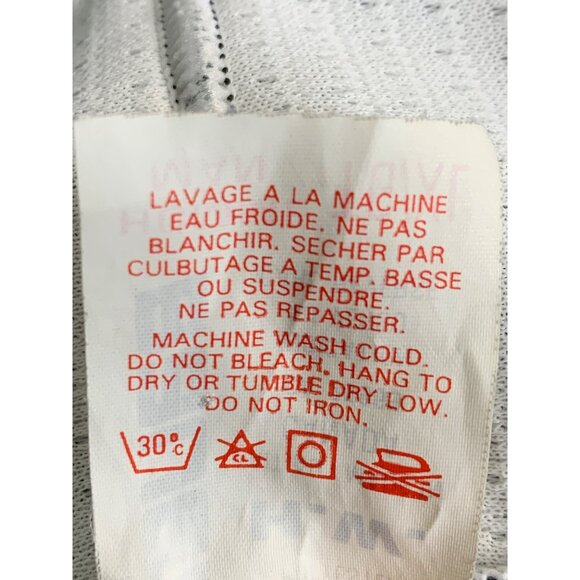 LAVAGE A LA MACHINE
EAU FROIDE. NE PAS
BLANCHIR. SECHER PAR
CULBUTAGE A TEMP. BASSE
OU SUSPENDRE.
NE PAS REPASSER.
MACHINE WASH COLD.
DO NOT BLEACH. HANG TO
DRY OR TUMBLE DRY LOW.
DO NOT IRON.
30°C CL